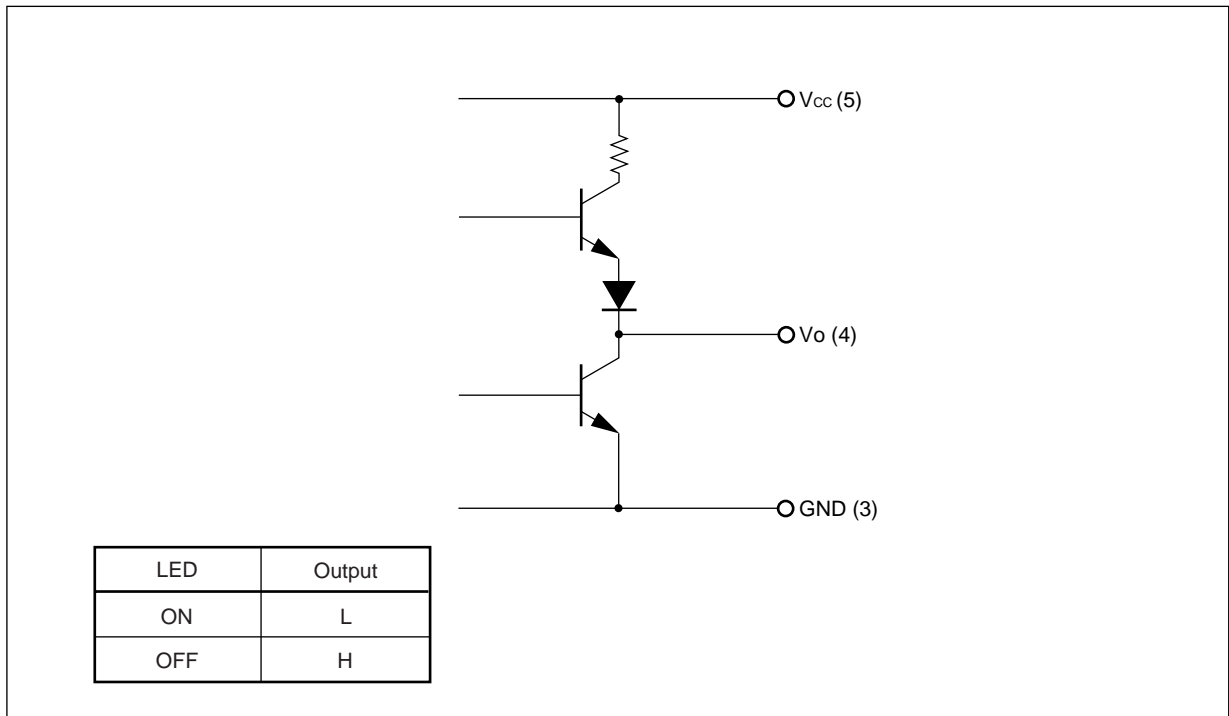 Vcc (5)
Vo (4)
GND (3)
LED Output
ON L
OFF H